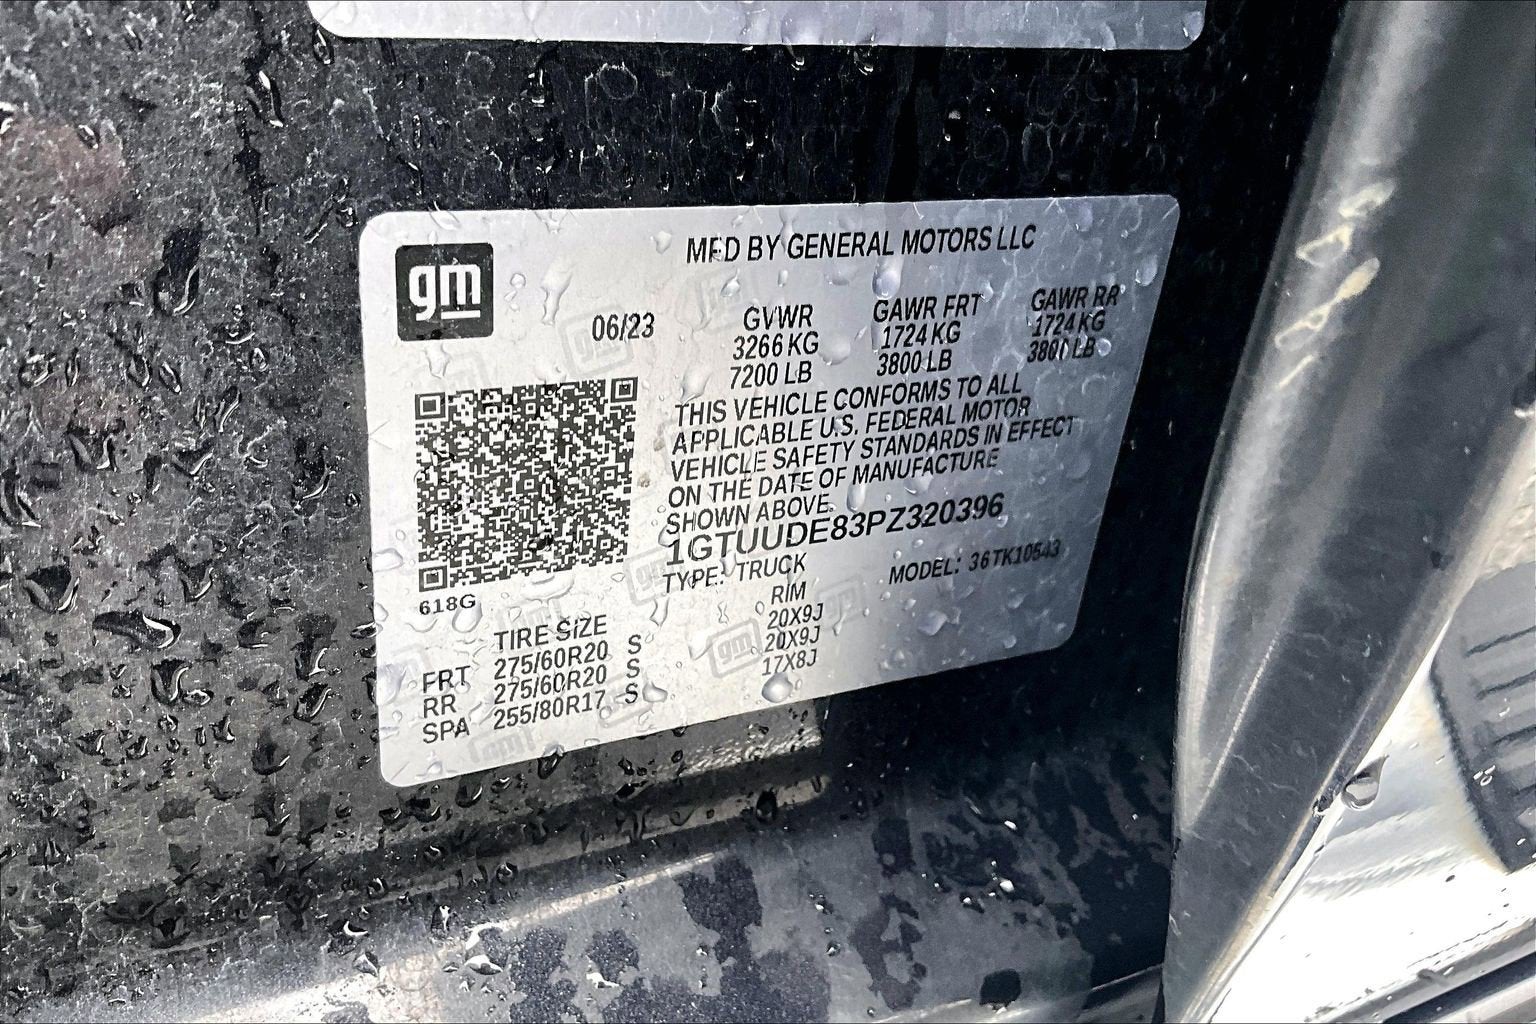 gm
MFD BY GENERAL MOTORS LLC
06/23
GVWR GAWR FRT GAWR RR
3266 KG 1724 KG 1724 KG
7200 LB 3800 LB 3800 LB
THIS VEHICLE CONFORMS TO ALL
APPLICABLE U.S. FEDERAL MOTOR
VEHICLE SAFETY STANDARDS IN EFFECT
ON THE DATE OF MANUFACTURE
SHOWN ABOVE.
1GTUUDE83PZ320396
TYPE: TRUCK MODEL: 36TK10543
618G
TIRE SIZE RIM
FRT 275/60R20 S 20X9J
RR 275/60R20 S 20X9J
SPA 255/80R17 S 17X8J